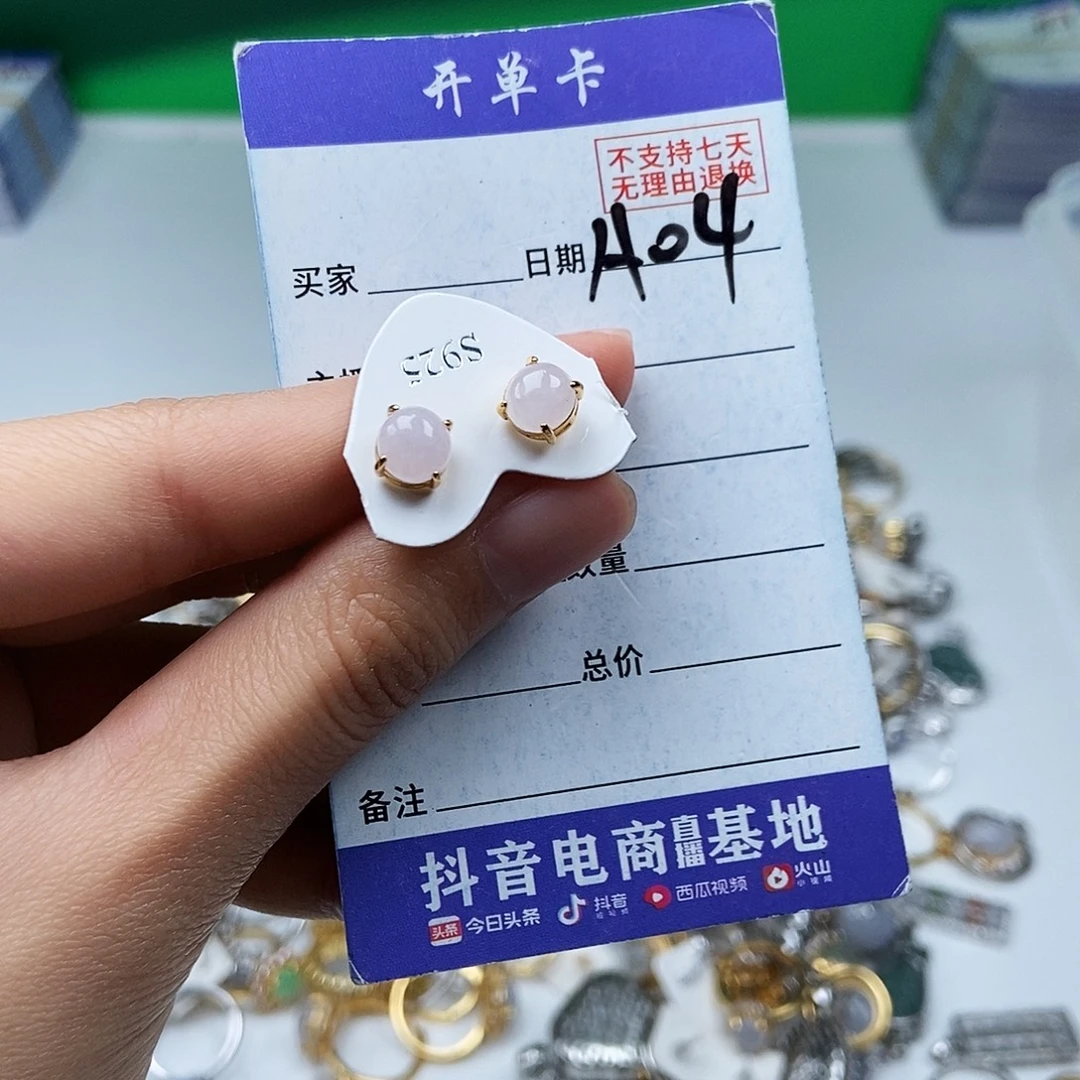 开单卡
不支持七天
无理由退换
买家 日期 A04
S925
数量
总价
备注
抖音电商直播基地
头条 今日头条 抖音 西瓜视频 火山